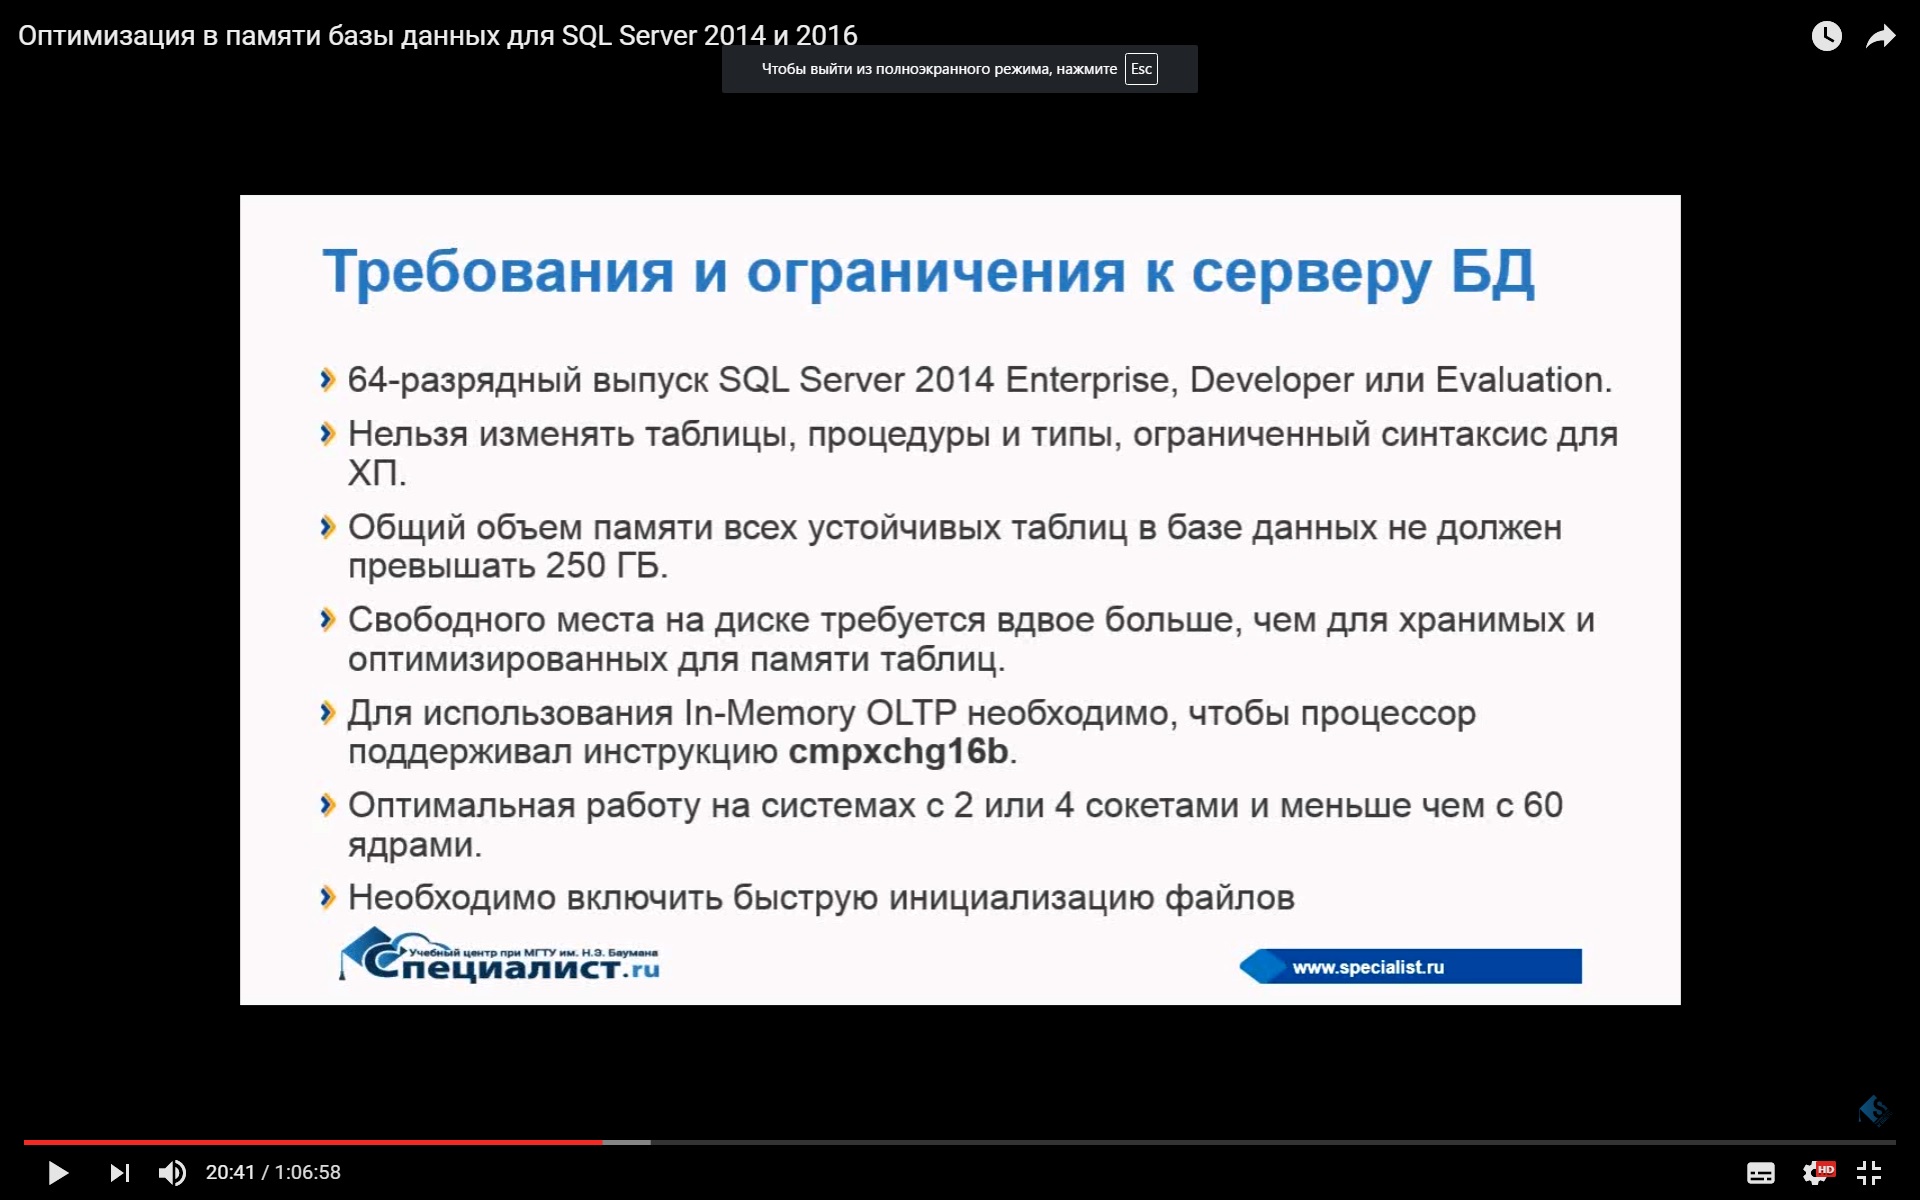 Оптимизация в памяти базы данных для SQL Server 2014 и 2016
Чтобы выйти из полноэкранного режима, нажмите Esc
Требования и ограничения к серверу БД
64-разрядный выпуск SQL Server 2014 Enterprise, Developer или Evaluation.
Нельзя изменять таблицы, процедуры и типы, ограниченный синтаксис для
ХП.
Общий объем памяти всех устойчивых таблиц в базе данных не должен
превышать 250 ГБ.
Свободного места на диске требуется вдвое больше, чем для хранимых и
оптимизированных для памяти таблиц.
Для использования In-Memory OLTP необходимо, чтобы процессор
поддерживал инструкцию cmpxchg16b.
Оптимальная работу на системах с 2 или 4 сокетами и меньше чем с 60
ядрами.
Необходимо включить быструю инициализацию файлов
Учебный центр при МГТУ им. Н.Э. Баумана
Специалист.ru
www.specialist.ru
20:41 / 1:06:58
HD